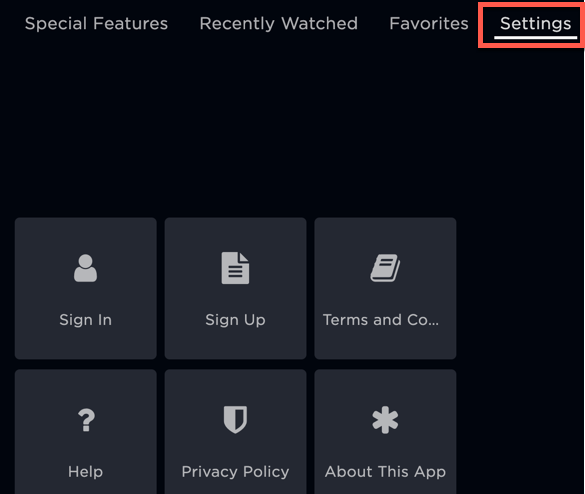 Special Features Recently Watched Favorites Settings
Sign In Sign Up Terms and Co...
Help Privacy Policy About This App